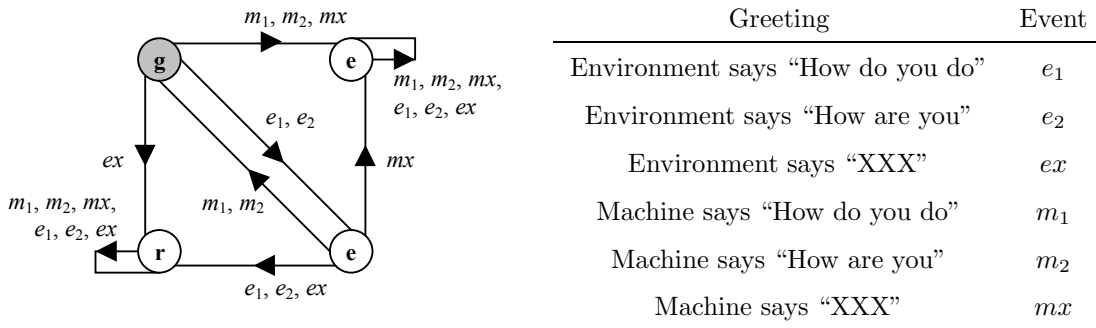 m₁, m₂, mx
g
e
m₁, m₂, mx,
e₁, e₂, ex
e₁, e₂
ex
mx
m₁, m₂
m₁, m₂, mx,
e₁, e₂, ex
r
e
e₁, e₂, ex
Greeting Event
Environment says “How do you do” e₁
Environment says “How are you” e₂
Environment says “XXX” ex
Machine says “How do you do” m₁
Machine says “How are you” m₂
Machine says “XXX” mx